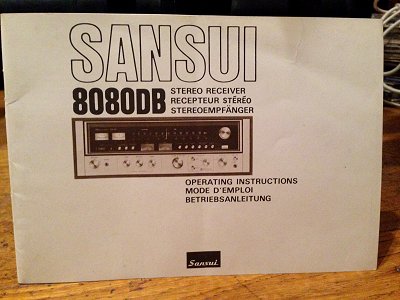 SANSUI
8080DB
STEREO RECEIVER
RECEPTEUR STÉRÉO
STEREOEMPFÄNGER
OPERATING INSTRUCTIONS
MODE D'EMPLOI
BETRIEBSANLEITUNG
Sansui